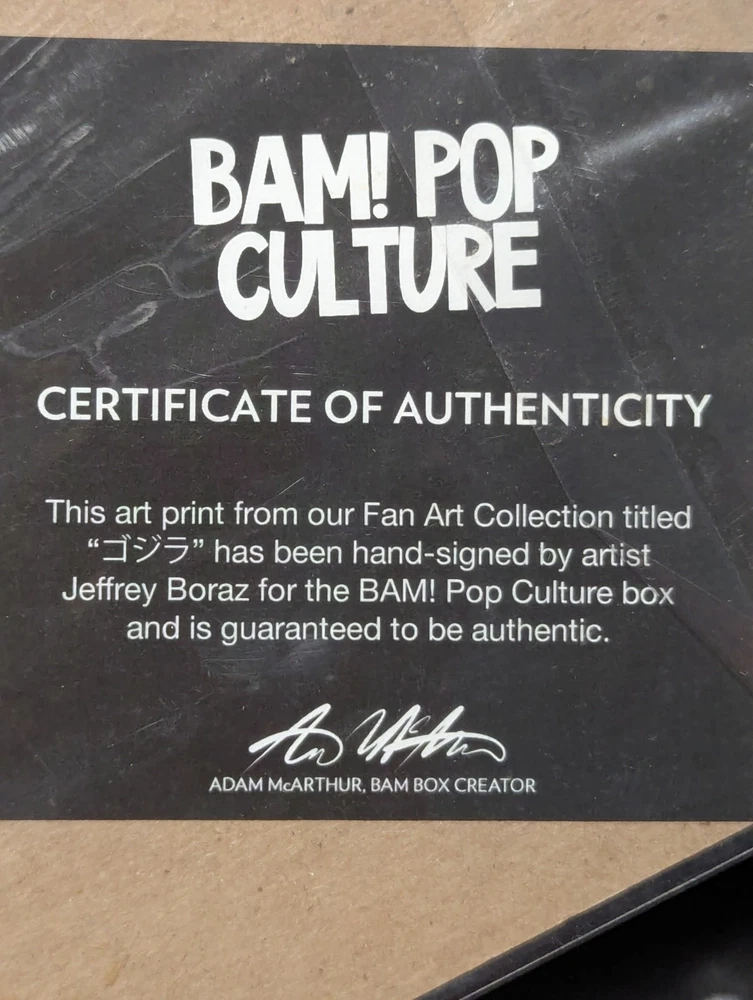 BAM! POP
CULTURE
CERTIFICATE OF AUTHENTICITY
This art print from our Fan Art Collection titled
“ゴジラ” has been hand-signed by artist
Jeffrey Boraz for the BAM! Pop Culture box
and is guaranteed to be authentic.
ADAM McARTHUR, BAM BOX CREATOR